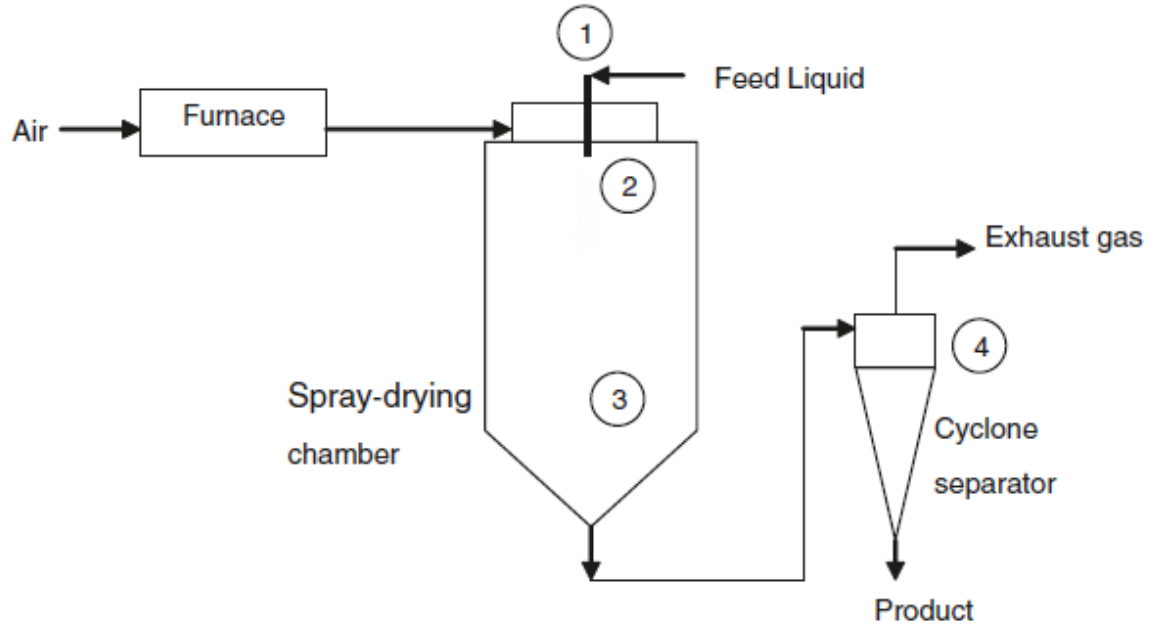 1
Feed Liquid
Furnace
Air
2
Exhaust gas
4
3
Spray-drying
chamber
Cyclone
separator
Product